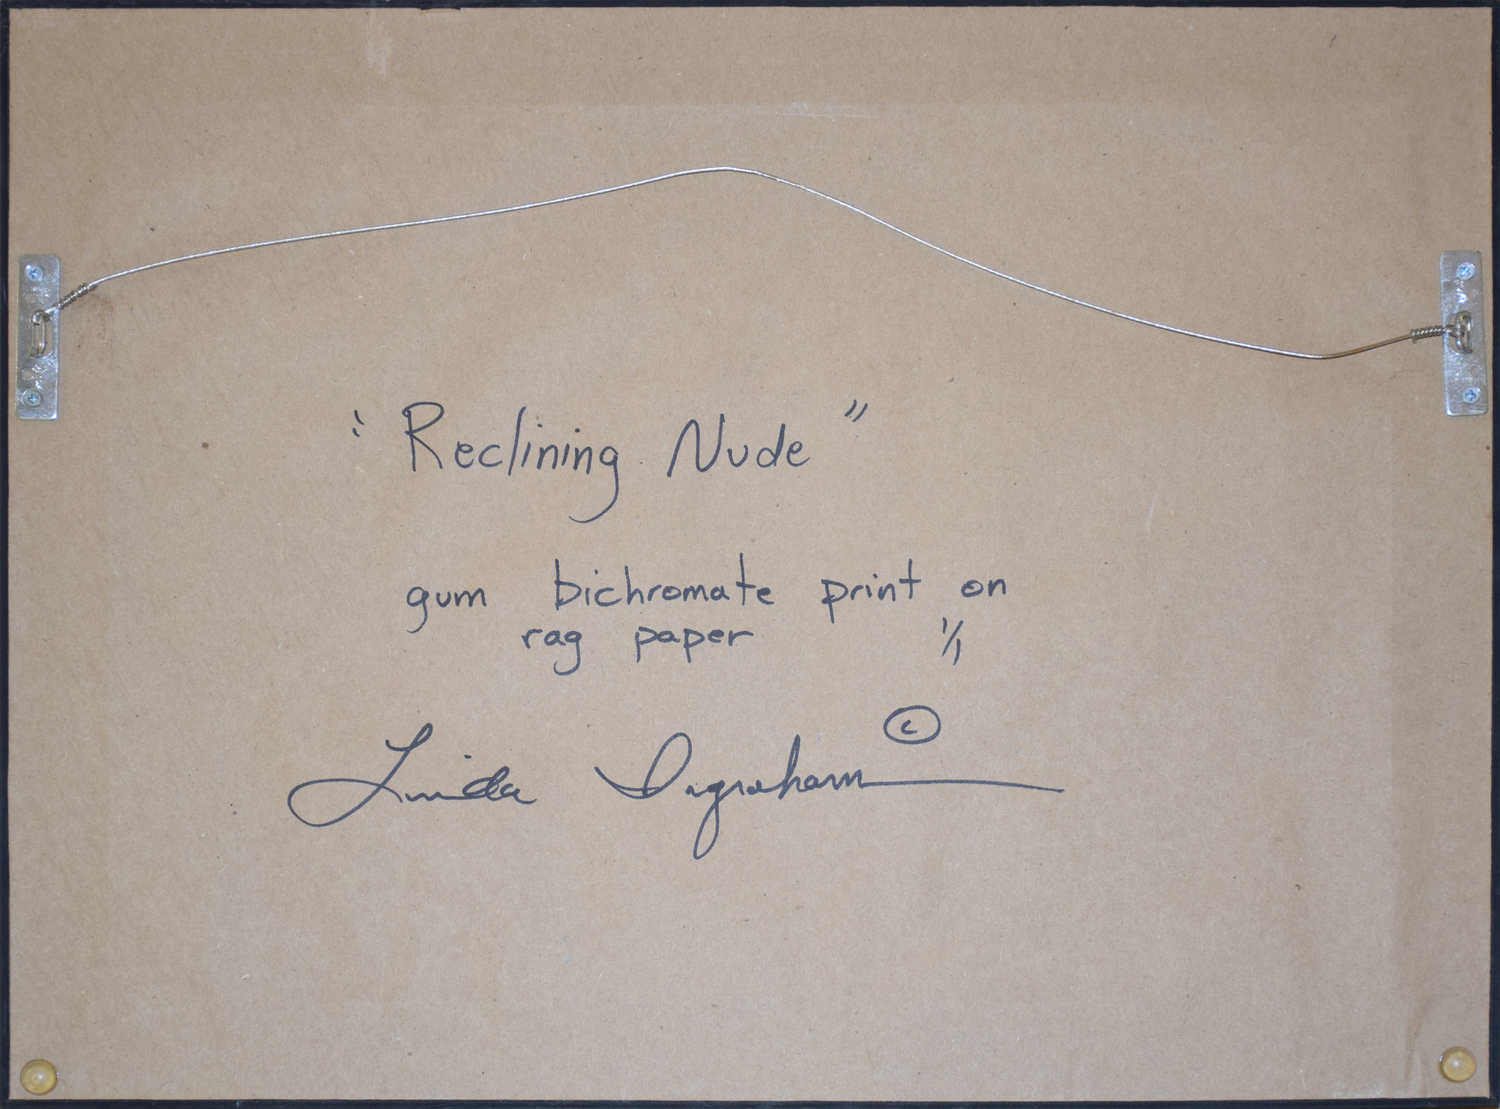 "Reclining Nude"
gum bichromate print on
rag paper 1/1
Linda Ingraham ©